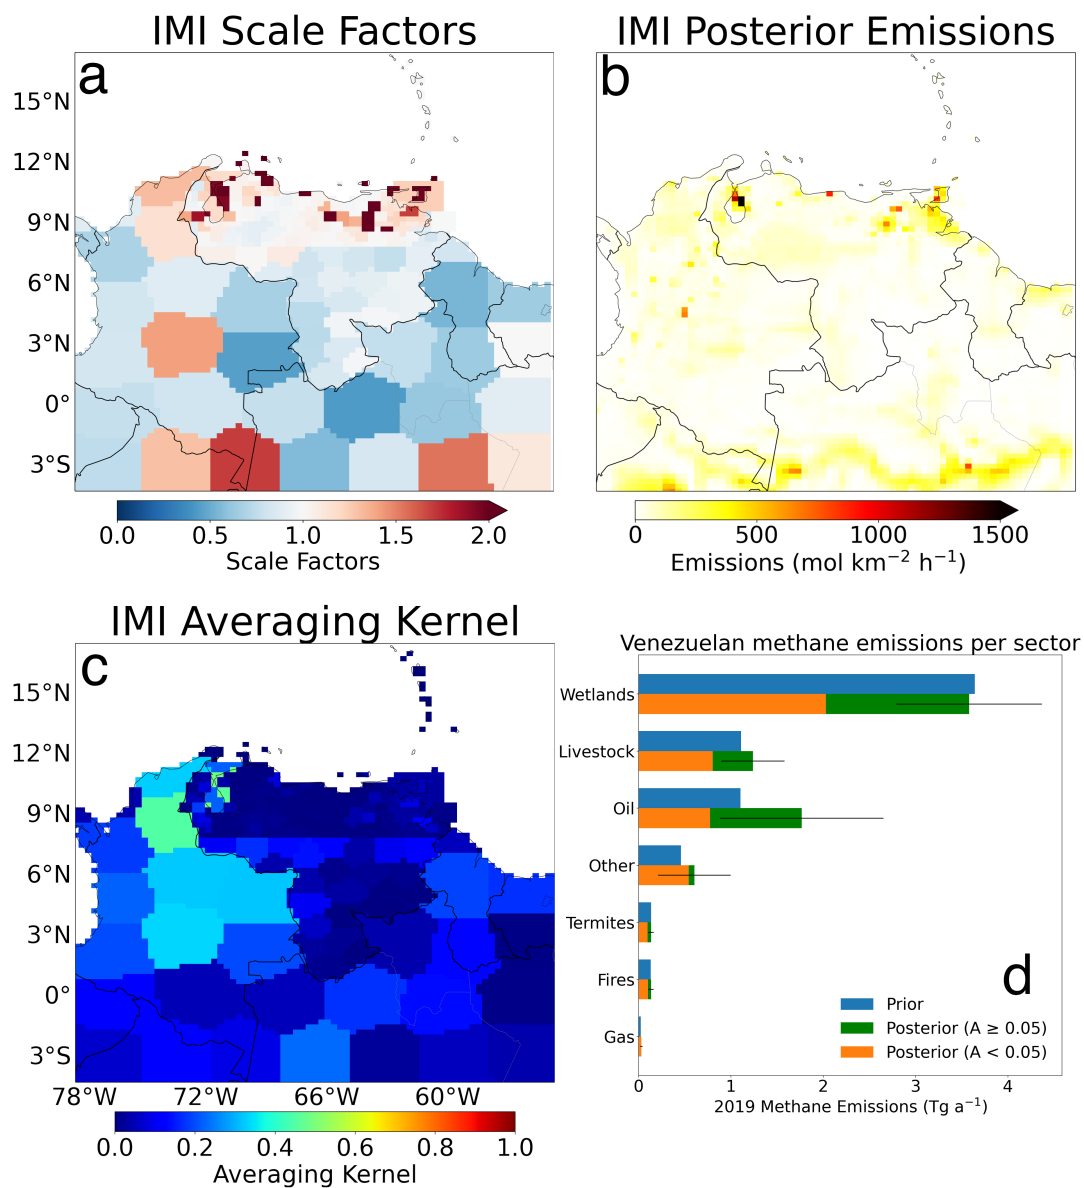 IMI Scale Factors
IMI Posterior Emissions
a
b
15°N
12°N
9°N
6°N
3°N
0°
3°S
0.0 0.5 1.0 1.5 2.0
Scale Factors
0 500 1000 1500
Emissions (mol km⁻² h⁻¹)
IMI Averaging Kernel
c
15°N
12°N
9°N
6°N
3°N
0°
3°S
78°W 72°W 66°W 60°W
0.0 0.2 0.4 0.6 0.8 1.0
Averaging Kernel
Venezuelan methane emissions per sector
Wetlands
Livestock
Oil
Other
Termites
Fires
Gas
d
Prior
Posterior (A ≥ 0.05)
Posterior (A < 0.05)
0 1 2 3 4
2019 Methane Emissions (Tg a⁻¹)